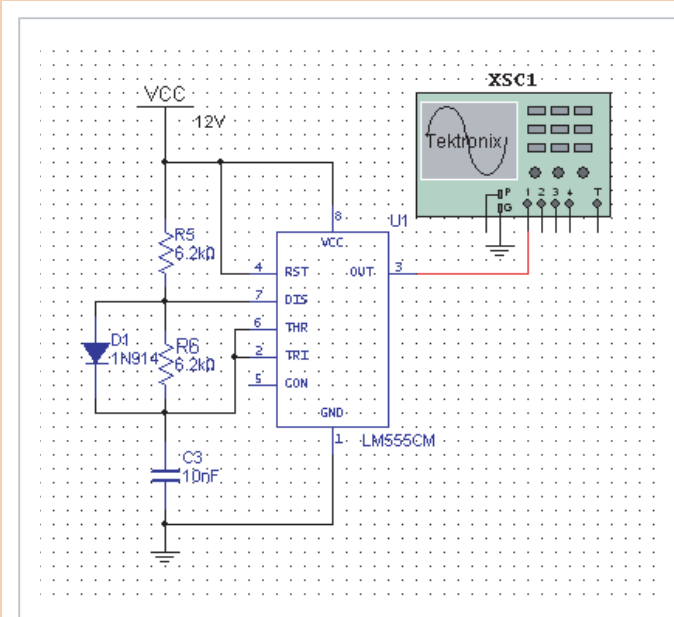 XSC1
VCC
12V
Tektronix
P
G
1 2 3 4 T
8
U1
VCC
R5
6.2kΩ
4 RST OUT 3
7 DIS
D1
1N914
R6
6.2kΩ
6 THR
2 TRI
5 CON
GND
1
LM555CM
C3
10nF